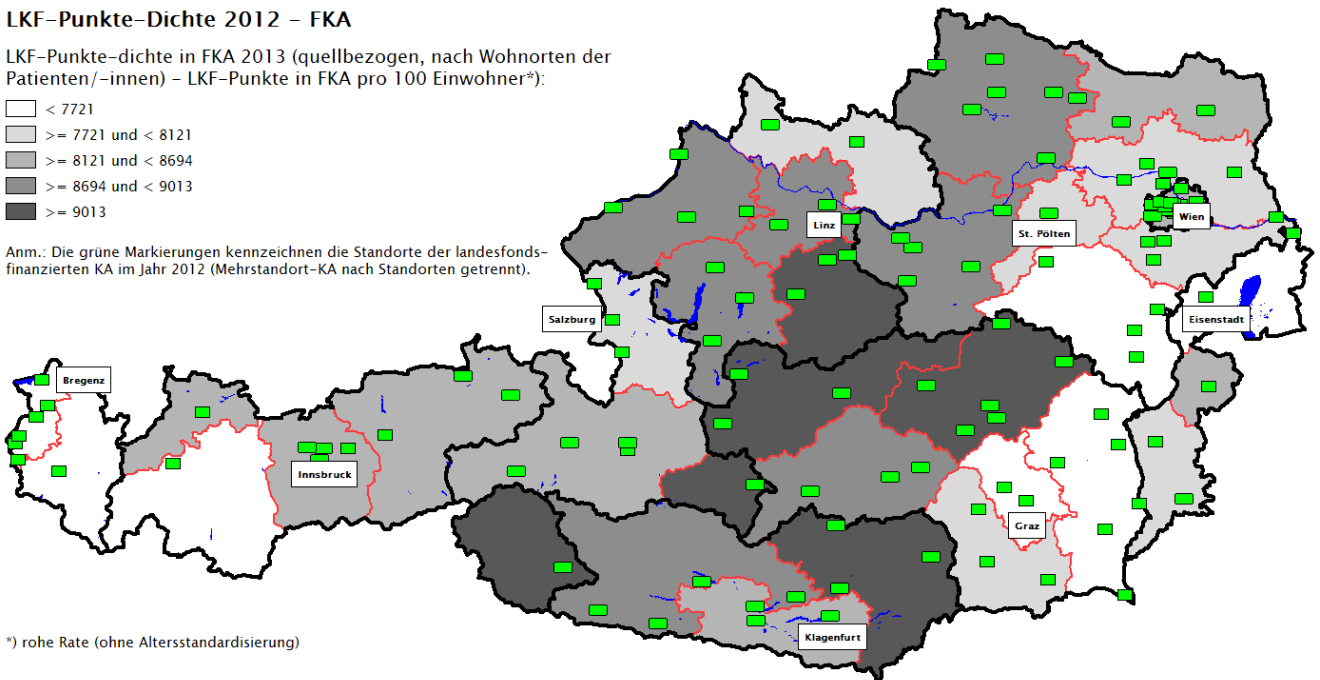 LKF-Punkte-Dichte 2012 - FKA
LKF-Punkte-dichte in FKA 2013 (quellbezogen, nach Wohnorten der
Patienten/-innen) - LKF-Punkte in FKA pro 100 Einwohner*):
< 7721
>= 7721 und < 8121
>= 8121 und < 8694
>= 8694 und < 9013
>= 9013
Anm.: Die grüne Markierungen kennzeichnen die Standorte der landesfonds-
finanzierten KA im Jahr 2012 (Mehrstandort-KA nach Standorten getrennt).
Linz
St. Pölten
Wien
Salzburg
Eisenstadt
Bregenz
Innsbruck
Graz
Klagenfurt
*) rohe Rate (ohne Altersstandardisierung)